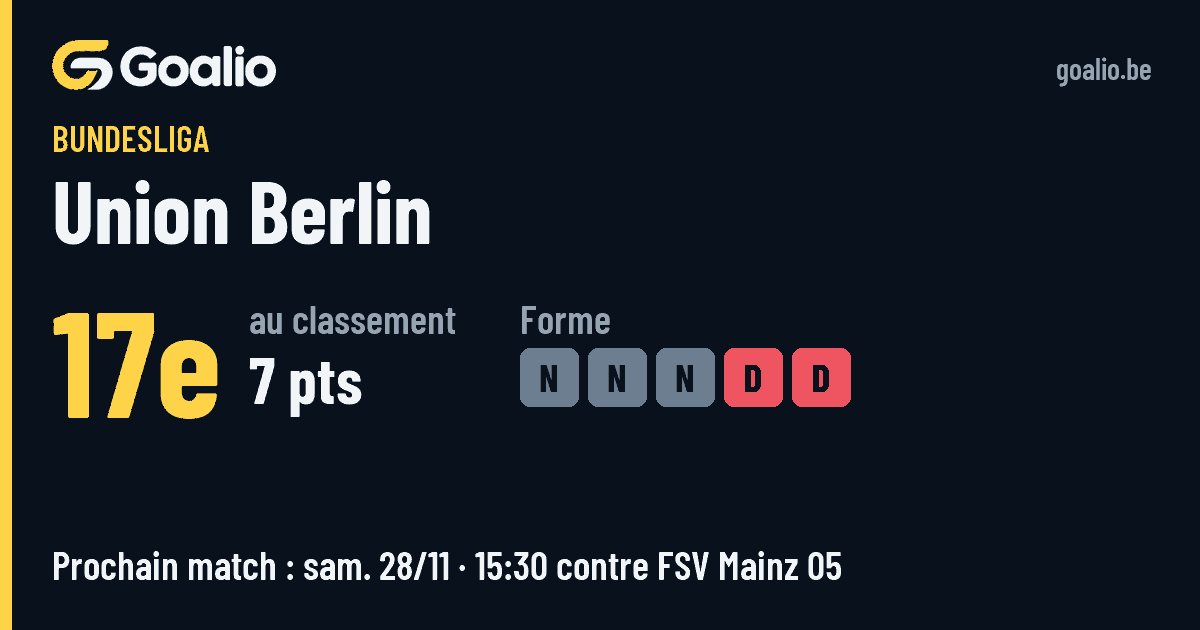 Goalio
goalio.be
BUNDESLIGA
Union Berlin
17e
au classement
7 pts
Forme
N N N D D
Prochain match : sam. 28/11 · 15:30 contre FSV Mainz 05